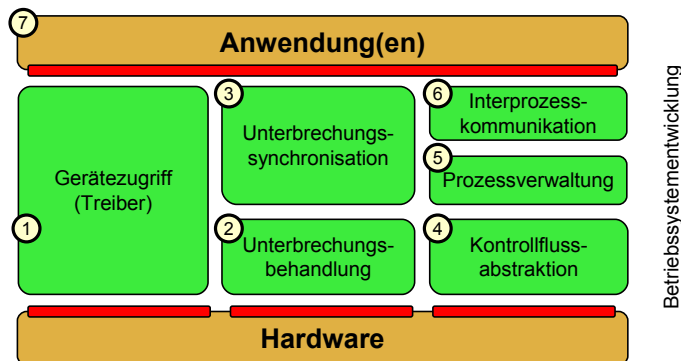 7
Anwendung(en)
1
Gerätezugriff
(Treiber)
3
Unterbrechungs-
synchronisation
2
Unterbrechungs-
behandlung
6
Interprozess-
kommunikation
5
Prozessverwaltung
4
Kontrollfluss-
abstraktion
Hardware
Betriebssystementwicklung